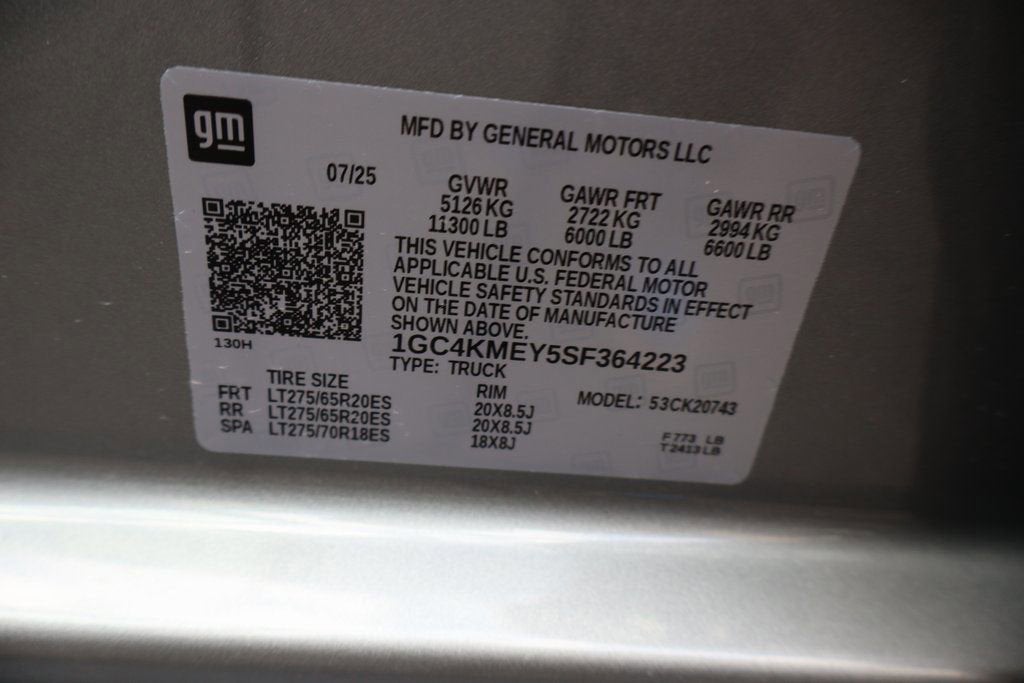 gm
MFD BY GENERAL MOTORS LLC
07/25
GVWR
5126 KG
11300 LB
GAWR FRT
2722 KG
6000 LB
GAWR RR
2994 KG
6600 LB
THIS VEHICLE CONFORMS TO ALL
APPLICABLE U.S. FEDERAL MOTOR
VEHICLE SAFETY STANDARDS IN EFFECT
ON THE DATE OF MANUFACTURE
SHOWN ABOVE.
130H
1GC4KMEY5SF364223
TYPE: TRUCK
TIRE SIZE RIM MODEL: 53CK20743
FRT LT275/65R20ES 20X8.5J
RR LT275/65R20ES 20X8.5J
SPA LT275/70R18ES 18X8J
F 773 LB
T 2413 LB